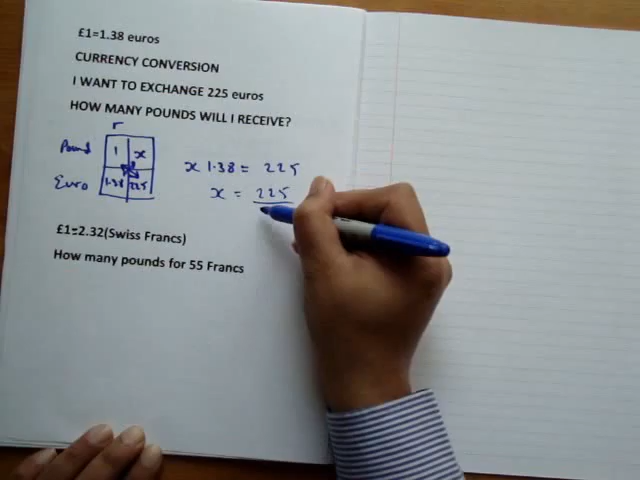 £1=1.38 euros
CURRENCY CONVERSION
I WANT TO EXCHANGE 225 euros
HOW MANY POUNDS WILL I RECEIVE?
Pound 1 x
Euro 1.38 225
x 1.38 = 225
x = 225
£1=2.32(Swiss Francs)
How many pounds for 55 Francs